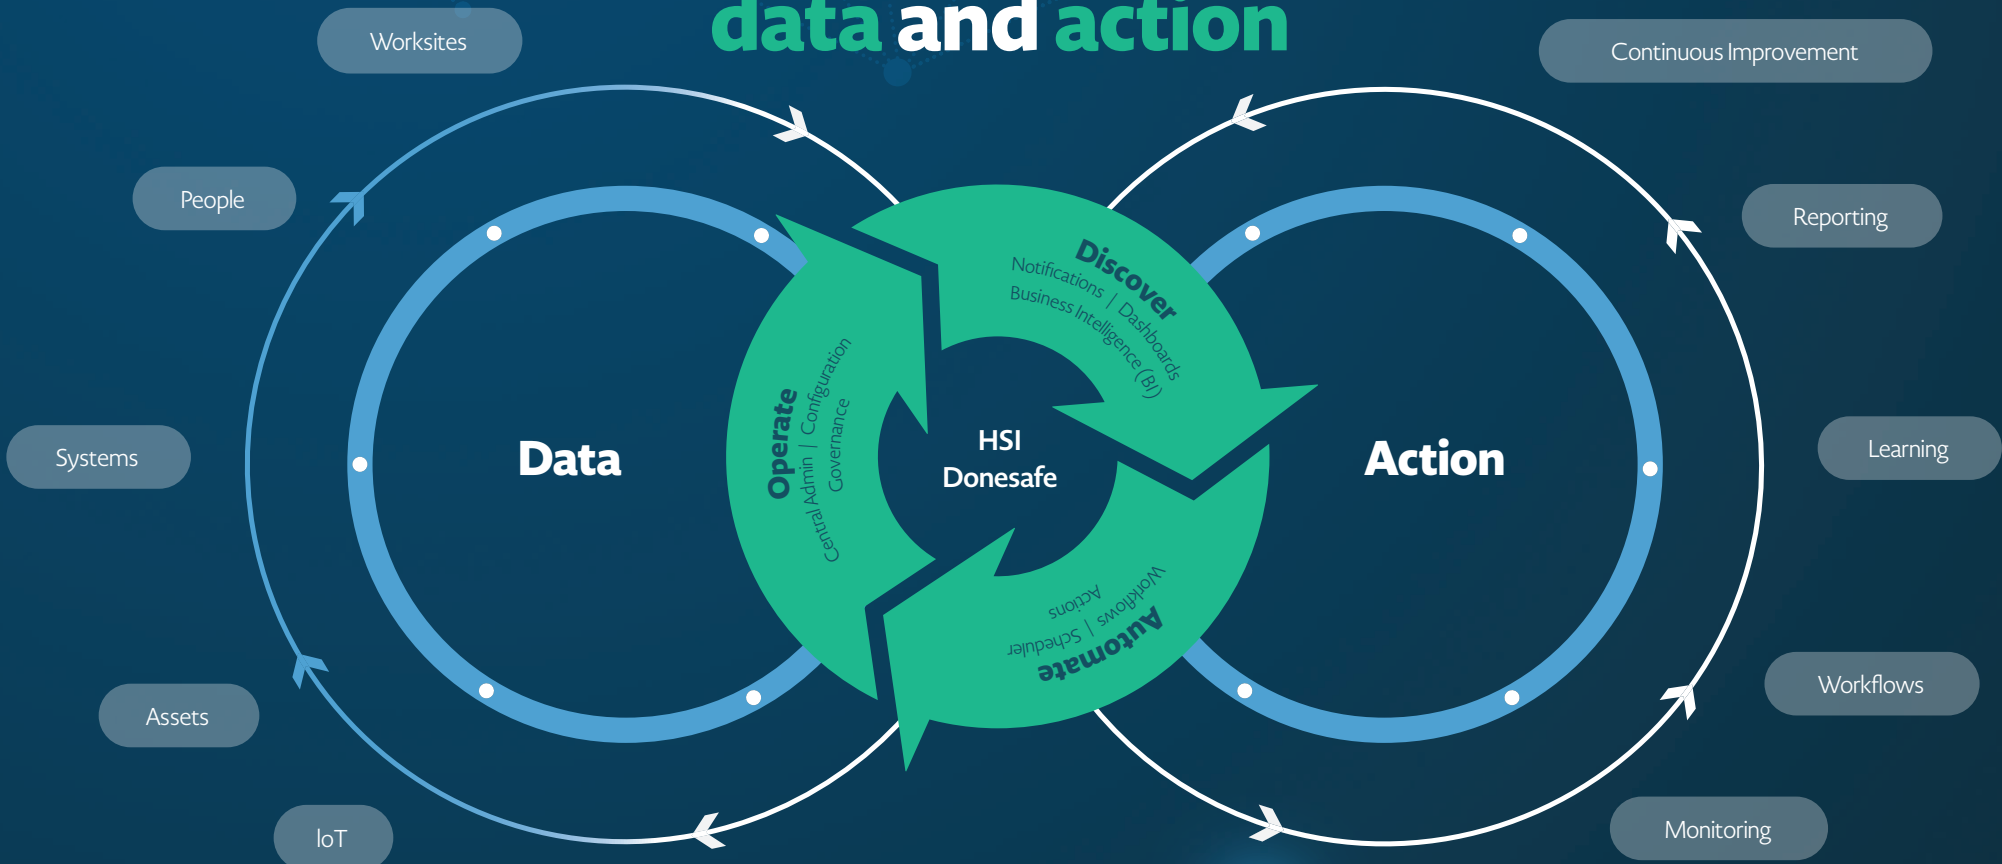 data and action
Worksites
People
Systems
Assets
IoT
Data
Operate
Central Admin | Configuration
Governance
Discover
Notifications | Dashboards
Business Intelligence (BI)
HSI
Donesafe
Automate
Workflows | Scheduler
Actions
Action
Continuous Improvement
Reporting
Learning
Workflows
Monitoring